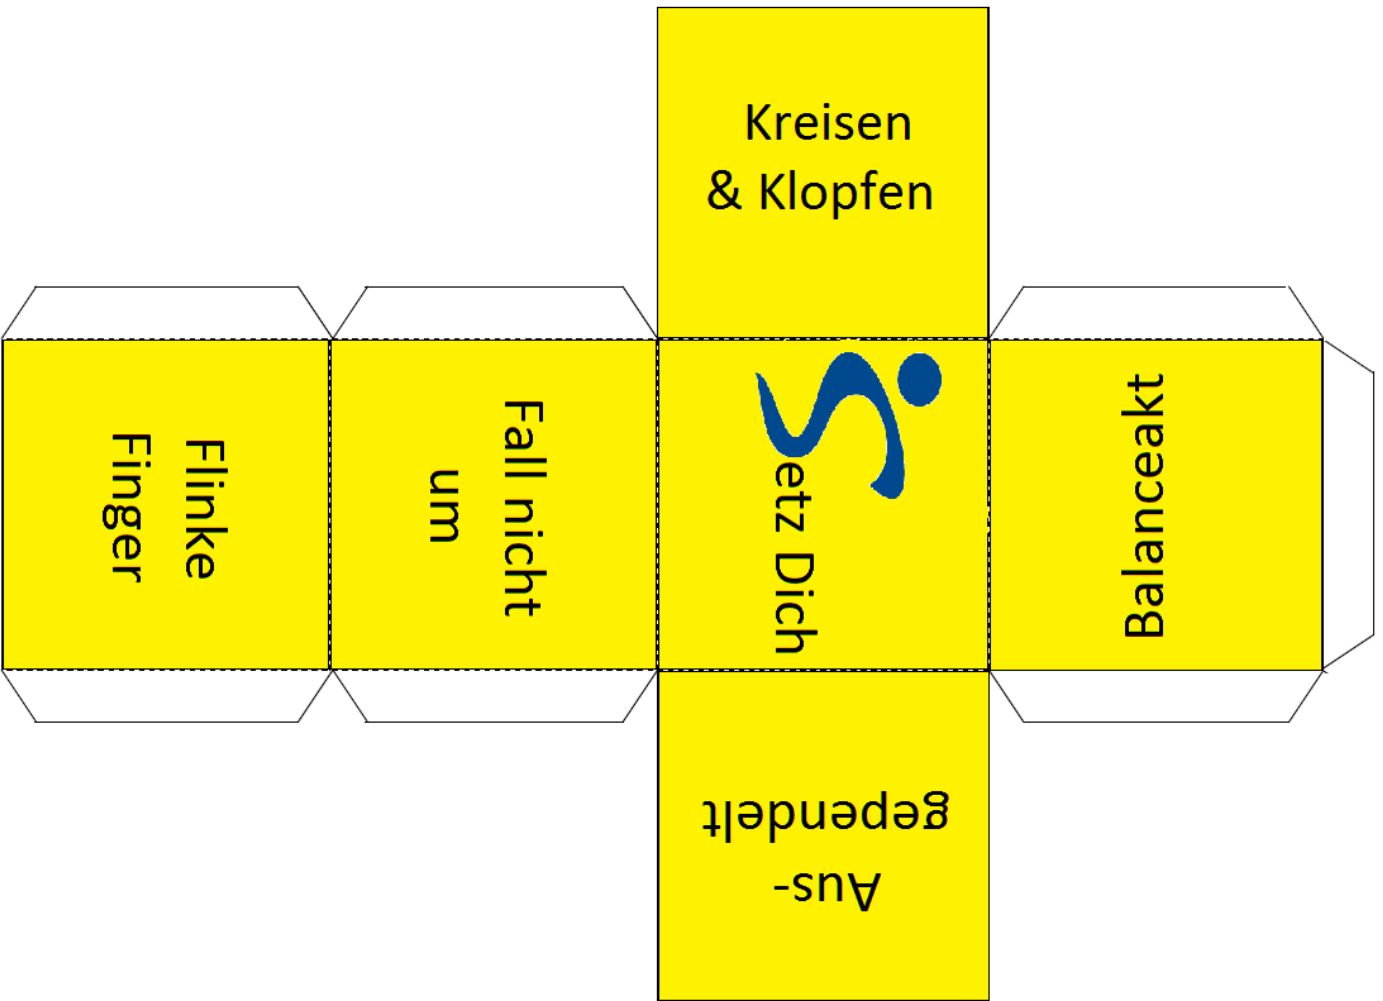 Kreisen
& Klopfen
Flinke
Finger
Fall nicht
um
Setz Dich
Balanceakt
Aus-
gependelt